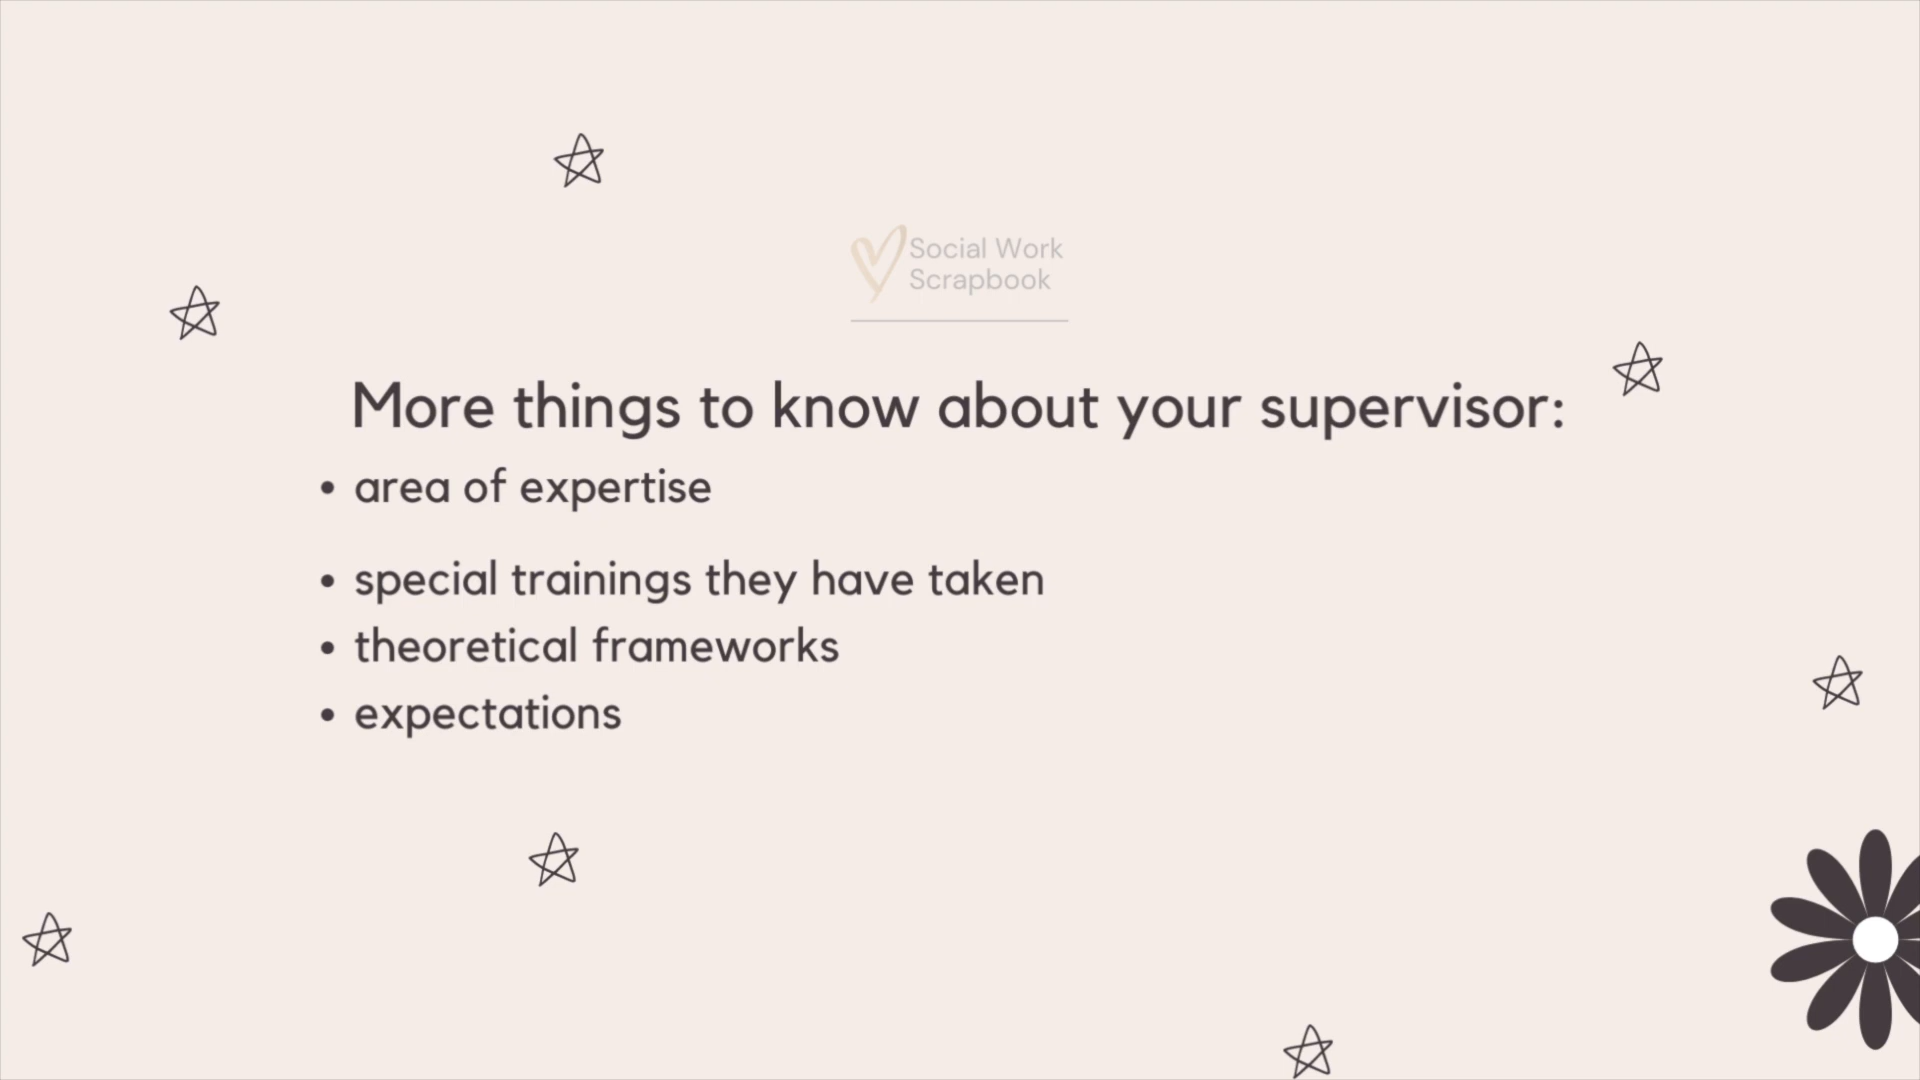 Social Work
Scrapbook
More things to know about your supervisor:
• area of expertise
• special trainings they have taken
• theoretical frameworks
• expectations